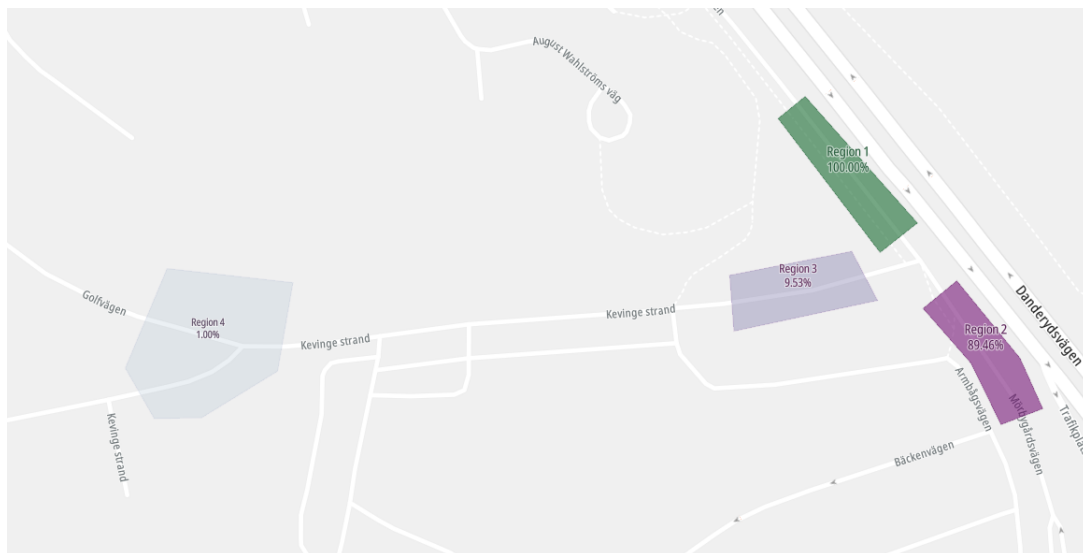 August Wahlströms väg
Region 1
100.00%
Region 3
9.53%
Danderydsvägen
Golfvägen
Kevinge strand
Region 4
1.00%
Kevinge strand
Region 2
89.46%
Armbågsvägen
Mörbygårdsvägen
Kevinge strand
Bäckenvägen